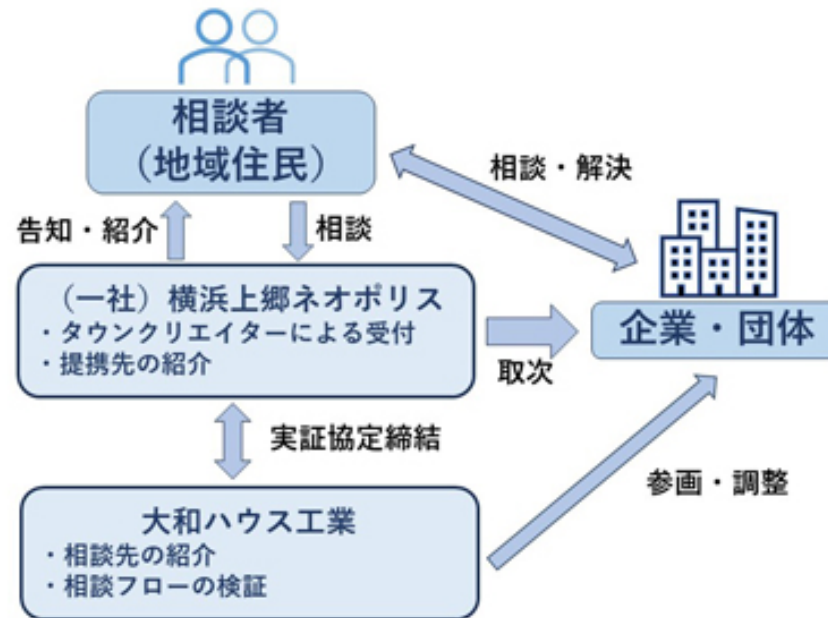 相談者
（地域住民）
相談・解決
告知・紹介
相談
（一社）横浜上郷ネオポリス
・タウンクリエイターによる受付
・提携先の紹介
企業・団体
取次
実証協定締結
参画・調整
大和ハウス工業
・相談先の紹介
・相談フローの検証